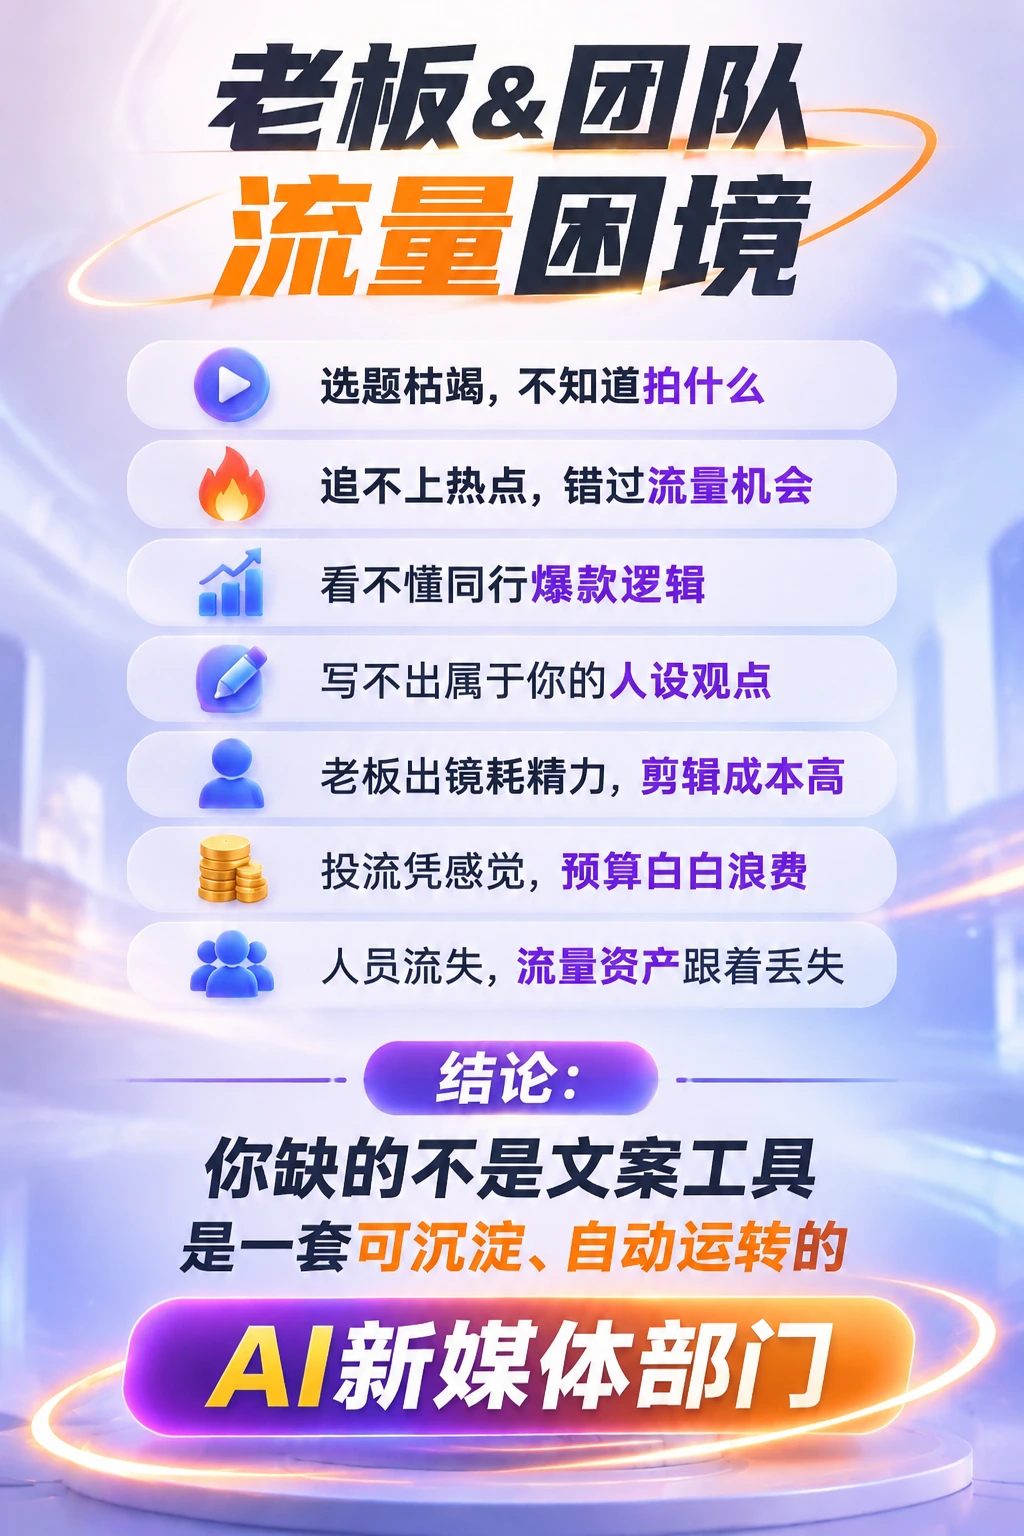 老板&团队
流量困境
选题枯竭，不知道拍什么
追不上热点，错过流量机会
看不懂同行爆款逻辑
写不出属于你的人设观点
老板出镜耗精力，剪辑成本高
投流凭感觉，预算白白浪费
人员流失，流量资产跟着丢失
结论：
你缺的不是文案工具
是一套可沉淀、自动运转的
AI新媒体部门